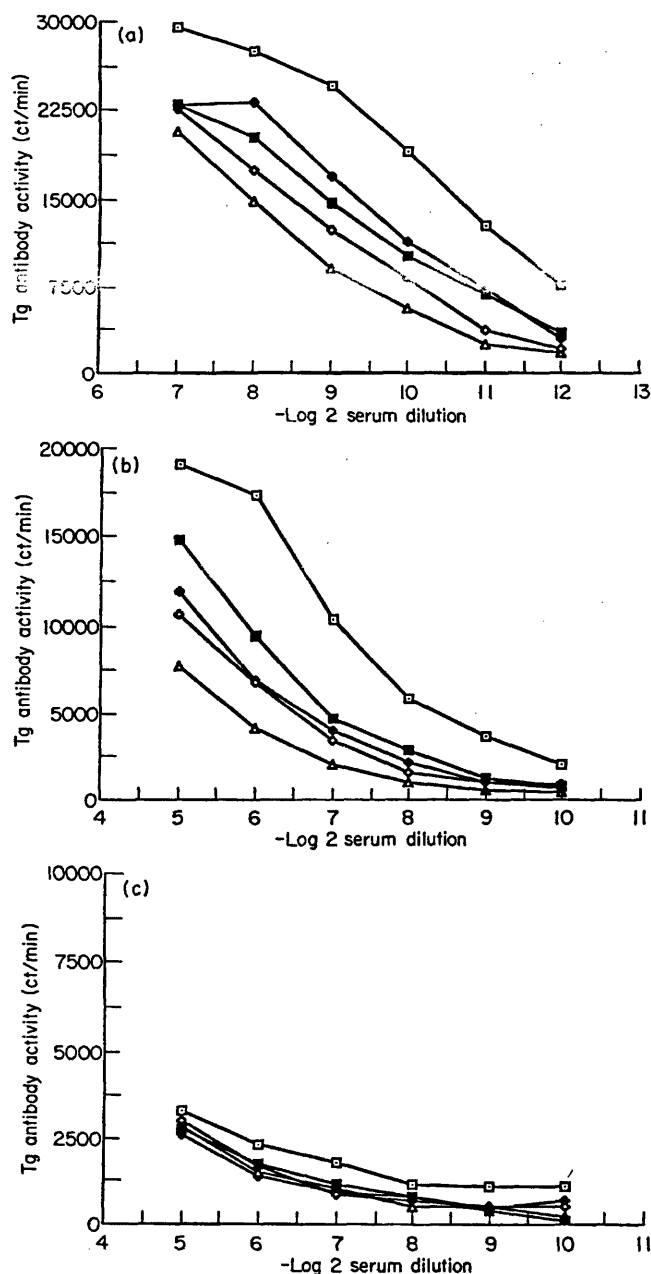 (a)
30000
22500
15000
7500
0
Tg antibody activity (ct/min)
6 7 8 9 10 11 12 13
-Log 2 serum dilution
(b)
20000
15000
10000
5000
0
Tg antibody activity (ct/min)
4 5 6 7 8 9 10 11
-Log 2 serum dilution
(c)
10000
7500
5000
2500
0
Tg antibody activity (ct/min)
4 5 6 7 8 9 10 11
-Log 2 serum dilution